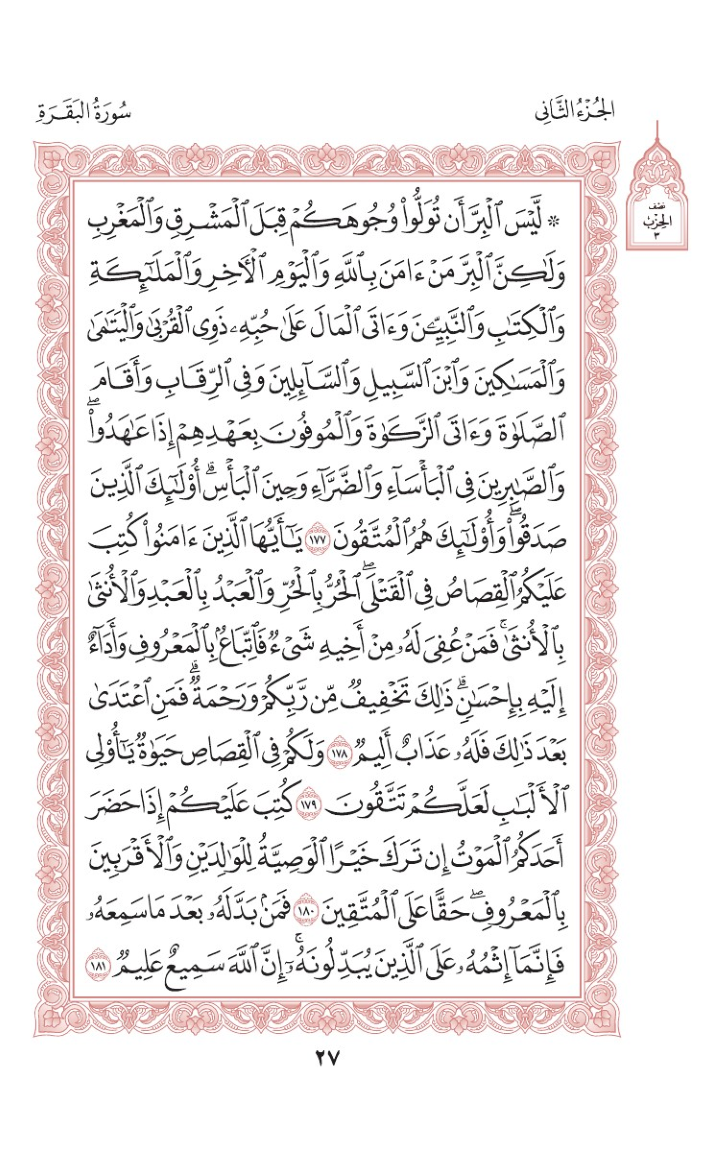 الجُزْءُ الثَّانِى
سُورَةُ البَقَرَةِ
نصف
الحِزْب
٣
۞ لَّيْسَ ٱلْبِرَّ أَن تُوَلُّوا۟ وُجُوهَكُمْ قِبَلَ ٱلْمَشْرِقِ وَٱلْمَغْرِبِ
وَلَٰكِنَّ ٱلْبِرَّ مَنْ ءَامَنَ بِٱللَّهِ وَٱلْيَوْمِ ٱلْأَخِرِ وَٱلْمَلَٰٓئِكَةِ
وَٱلْكِتَٰبِ وَٱلنَّبِيِّۦنَ وَءَاتَى ٱلْمَالَ عَلَىٰ حُبِّهِۦ ذَوِى ٱلْقُرْبَىٰ وَٱلْيَتَٰمَىٰ
وَٱلْمَسَٰكِينَ وَٱبْنَ ٱلسَّبِيلِ وَٱلسَّآئِلِينَ وَفِى ٱلرِّقَابِ وَأَقَامَ
ٱلصَّلَوٰةَ وَءَاتَى ٱلزَّكَوٰةَ وَٱلْمُوفُونَ بِعَهْدِهِمْ إِذَا عَٰهَدُوا۟ۖ
وَٱلصَّٰبِرِينَ فِى ٱلْبَأْسَآءِ وَٱلضَّرَّآءِ وَحِينَ ٱلْبَأْسِۗ أُو۟لَٰٓئِكَ ٱلَّذِينَ
صَدَقُوا۟ۖ وَأُو۟لَٰٓئِكَ هُمُ ٱلْمُتَّقُونَ ١٧٧ يَٰٓأَيُّهَا ٱلَّذِينَ ءَامَنُوا۟ كُتِبَ
عَلَيْكُمُ ٱلْقِصَاصُ فِى ٱلْقَتْلَىۖ ٱلْحُرُّ بِٱلْحُرِّ وَٱلْعَبْدُ بِٱلْعَبْدِ وَٱلْأُنثَىٰ
بِٱلْأُنثَىٰۚ فَمَنْ عُفِىَ لَهُۥ مِنْ أَخِيهِ شَىْءٌ فَٱتِّبَاعٌۢ بِٱلْمَعْرُوفِ وَأَدَآءٌ
إِلَيْهِ بِإِحْسَٰنٍۗ ذَٰلِكَ تَخْفِيفٌ مِّن رَّبِّكُمْ وَرَحْمَةٌۗ فَمَنِ ٱعْتَدَىٰ
بَعْدَ ذَٰلِكَ فَلَهُۥ عَذَابٌ أَلِيمٌ ١٧٨ وَلَكُمْ فِى ٱلْقِصَاصِ حَيَوٰةٌ يَٰٓأُو۟لِى
ٱلْأَلْبَٰبِ لَعَلَّكُمْ تَتَّقُونَ ١٧٩ كُتِبَ عَلَيْكُمْ إِذَا حَضَرَ
أَحَدَكُمُ ٱلْمَوْتُ إِن تَرَكَ خَيْرًا ٱلْوَصِيَّةُ لِلْوَٰلِدَيْنِ وَٱلْأَقْرَبِينَ
بِٱلْمَعْرُوفِۖ حَقًّا عَلَى ٱلْمُتَّقِينَ ١٨٠ فَمَنۢ بَدَّلَهُۥ بَعْدَ مَا سَمِعَهُۥ
فَإِنَّمَآ إِثْمُهُۥ عَلَى ٱلَّذِينَ يُبَدِّلُونَهُۥٓۚ إِنَّ ٱللَّهَ سَمِيعٌ عَلِيمٌ ١٨١
٢٧